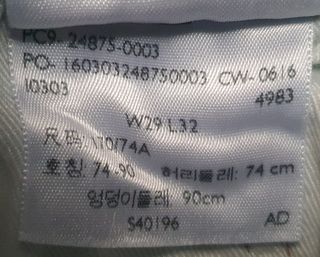 PC9- 24875-0003
PO- 160303248750003 CW-0616
10303 4983
W29 L32
尺码: 170/74A
호칭: 74-90 허리둘레: 74 cm
엉덩이둘레: 90cm
S40196 AD